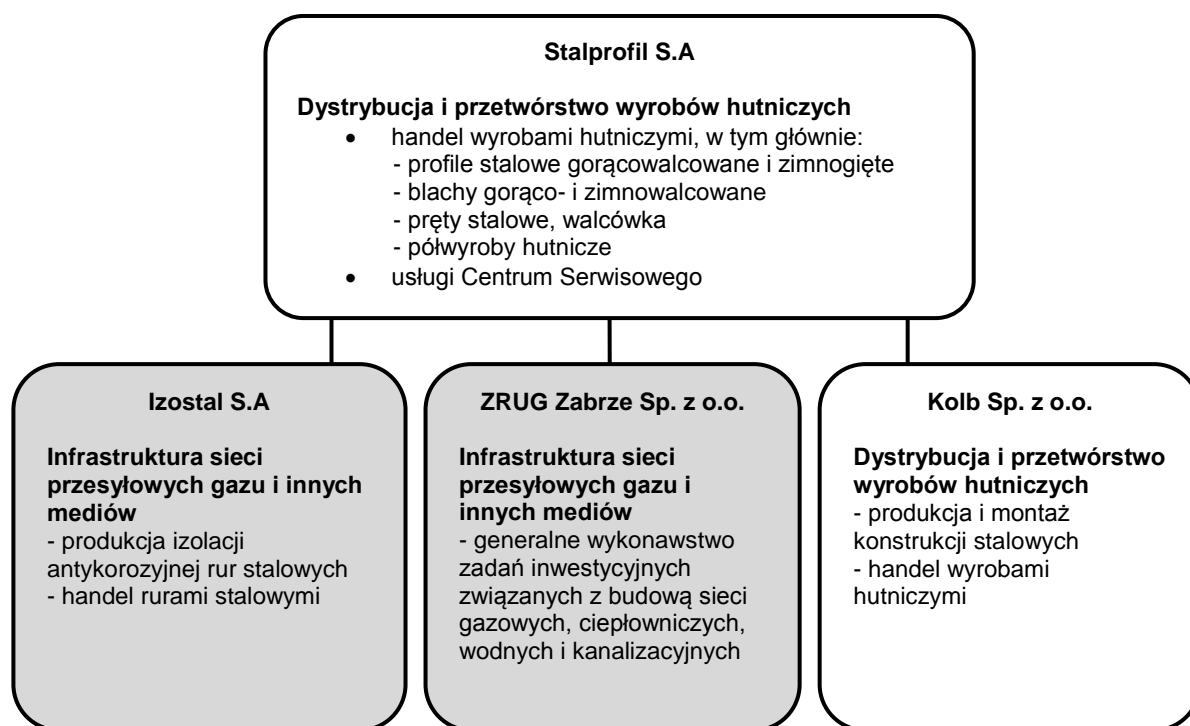 Stalprofil S.A
Dystrybucja i przetwórstwo wyrobów hutniczych
• handel wyrobami hutniczymi, w tym głównie:
- profile stalowe gorącowalcowane i zimnogięte
- blachy gorąco- i zimnowalcowane
- pręty stalowe, walcówka
- półwyroby hutnicze
• usługi Centrum Serwisowego
Izostal S.A
Infrastruktura sieci
przesyłowych gazu i innych
mediów
- produkcja izolacji
antykorozyjnej rur stalowych
- handel rurami stalowymi
ZRUG Zabrze Sp. z o.o.
Infrastruktura sieci
przesyłowych gazu i
innych mediów
- generalne wykonawstwo
zadań inwestycyjnych
związanych z budową sieci
gazowych, ciepłowniczych,
wodnych i kanalizacyjnych
Kolb Sp. z o.o.
Dystrybucja i przetwórstwo
wyrobów hutniczych
- produkcja i montaż
konstrukcji stalowych
- handel wyrobami
hutniczymi